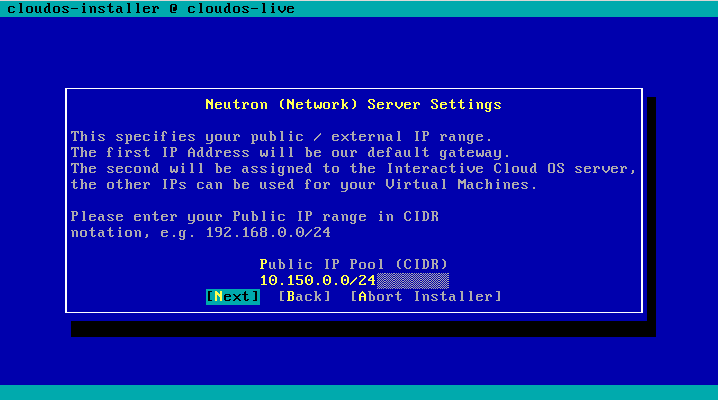 cloudos-installer @ cloudos-live
Neutron (Network) Server Settings
This specifies your public / external IP range.
The first IP Address will be our default gateway.
The second will be assigned to the Interactive Cloud OS server,
the other IPs can be used for your Virtual Machines.
Please enter your Public IP range in CIDR
notation, e.g. 192.168.0.0/24
Public IP Pool (CIDR)
10.150.0.0/24
[Next] [Back] [Abort Installer]